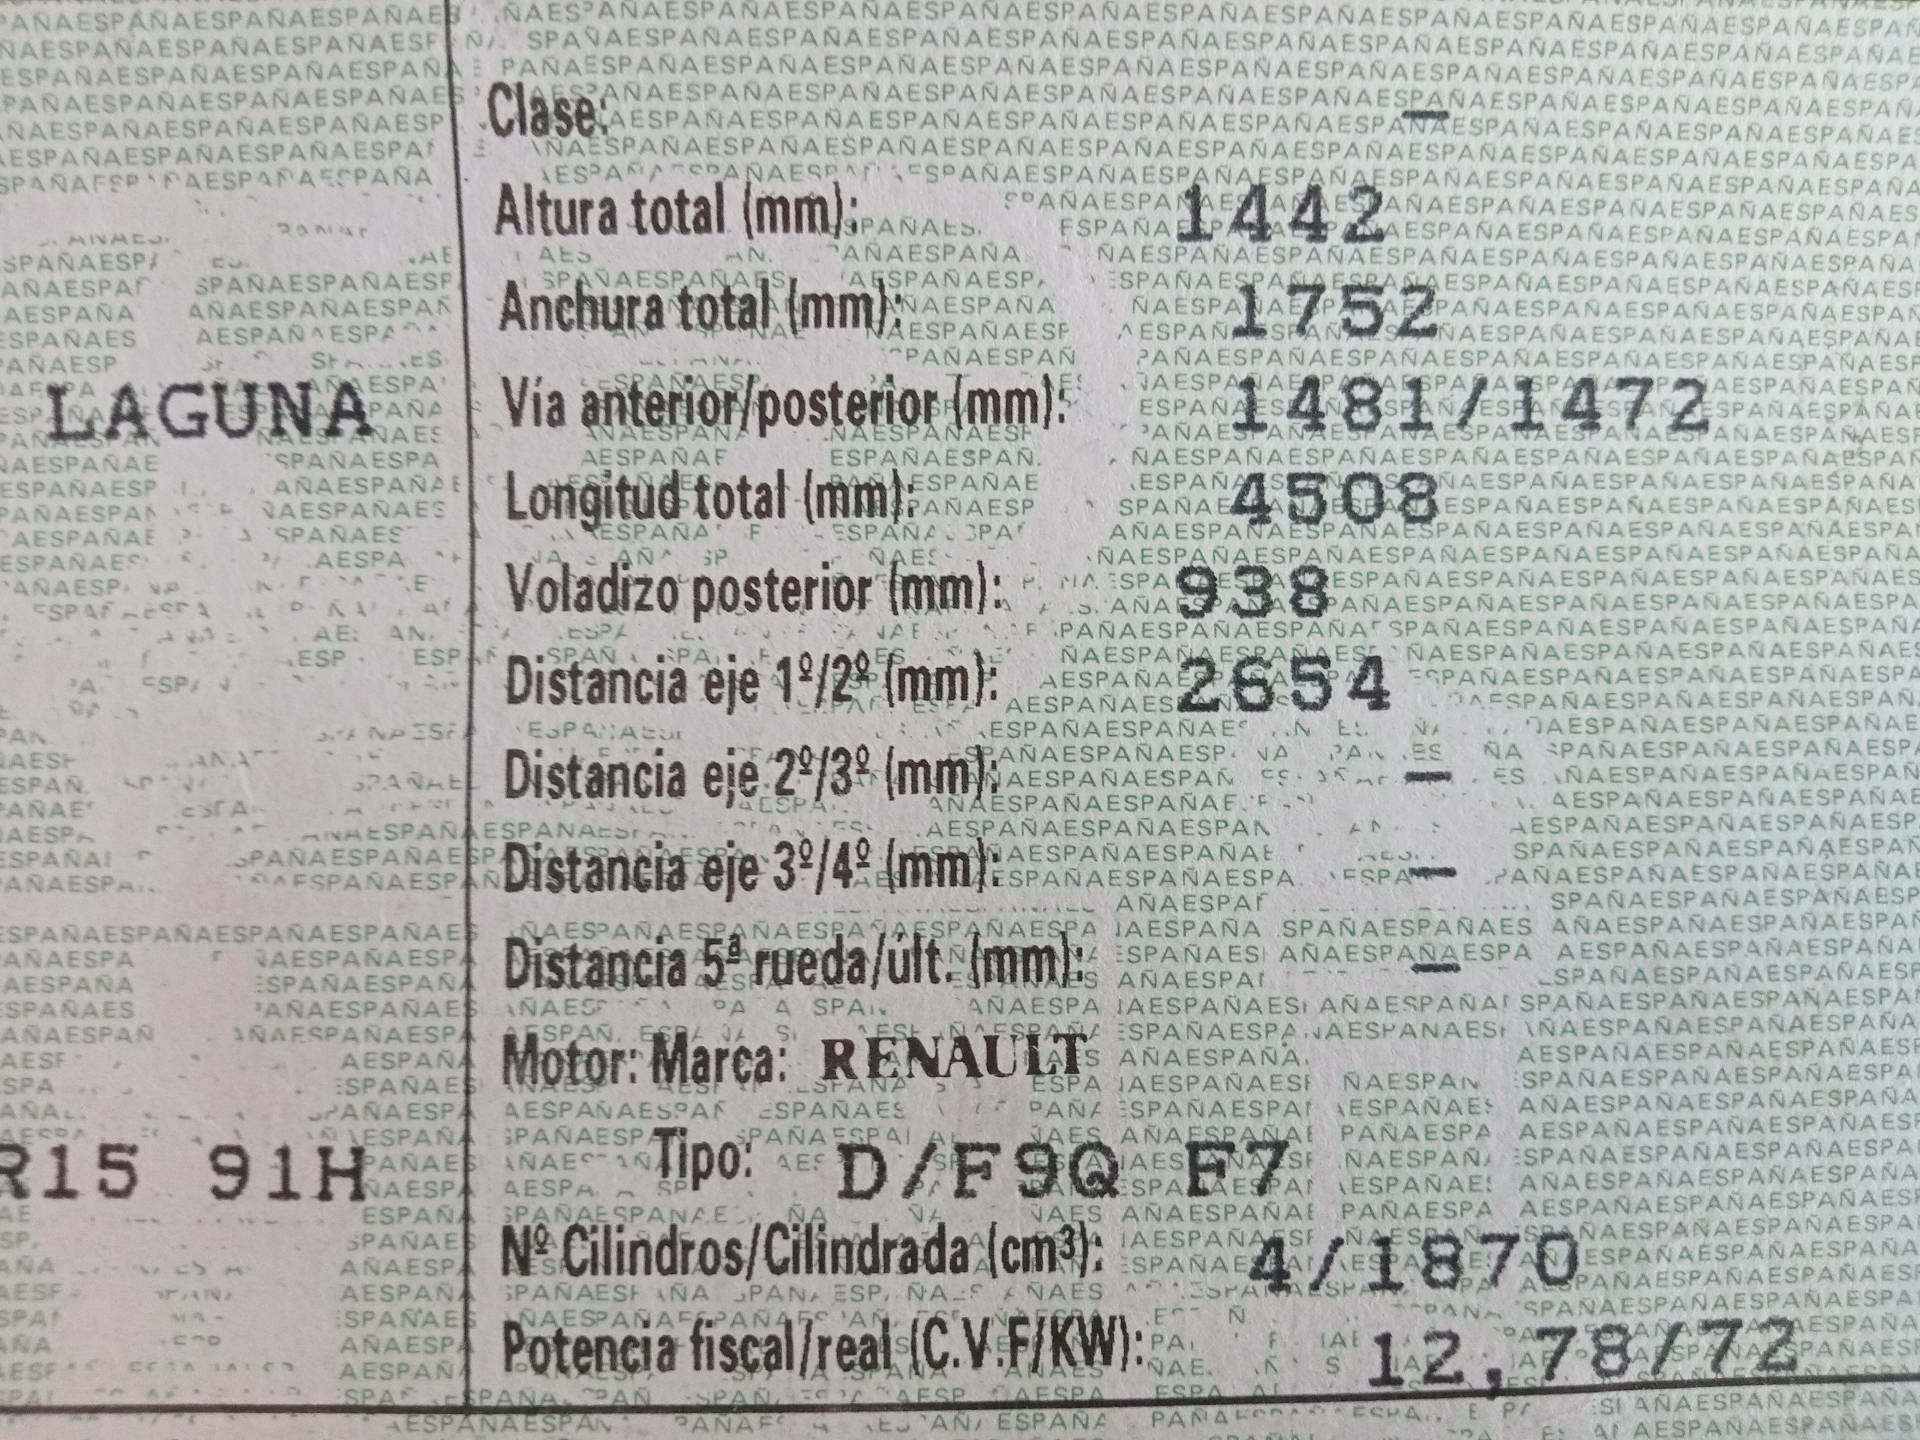 Clase: –
Altura total (mm): 1442
Anchura total (mm): 1752
LAGUNA
Vía anterior/posterior (mm): 1481/1472
Longitud total (mm): 4508
Voladizo posterior (mm): 938
Distancia eje 1º/2º (mm): 2654
Distancia eje 2º/3º (mm): –
Distancia eje 3º/4º (mm): –
Distancia 5ª rueda/últ. (mm): –
Motor: Marca: RENAULT
R15 91H
Tipo: D/F9Q F7
Nº Cilindros/Cilindrada (cm³): 4/1870
Potencia fiscal/real (C.V.F/KW): 12,78/72